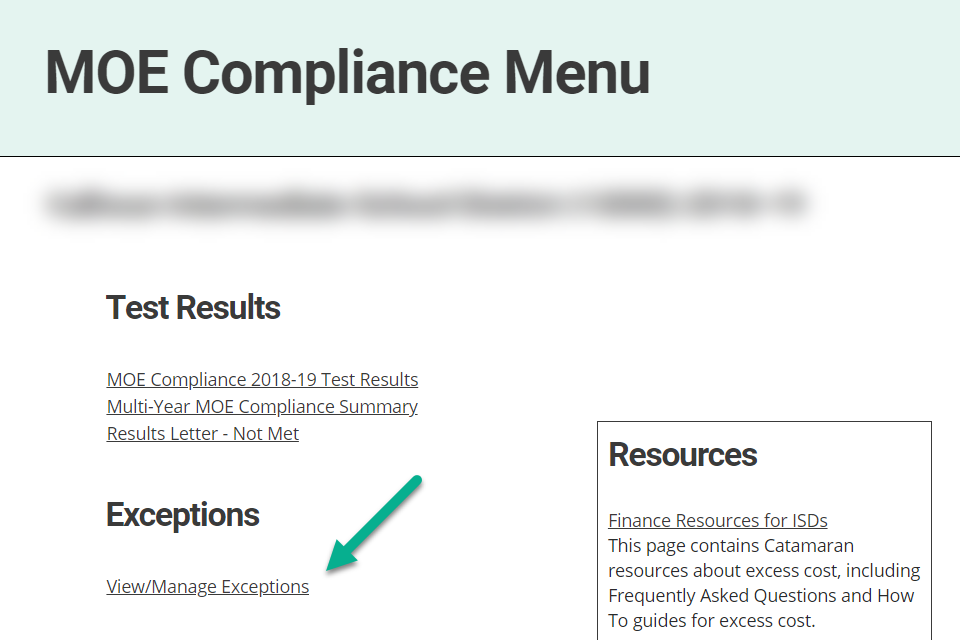 MOE Compliance Menu
Test Results
MOE Compliance 2018-19 Test Results
Multi-Year MOE Compliance Summary
Results Letter - Not Met
Exceptions
View/Manage Exceptions
Resources
Finance Resources for ISDs
This page contains Catamaran
resources about excess cost, including
Frequently Asked Questions and How
To guides for excess cost.